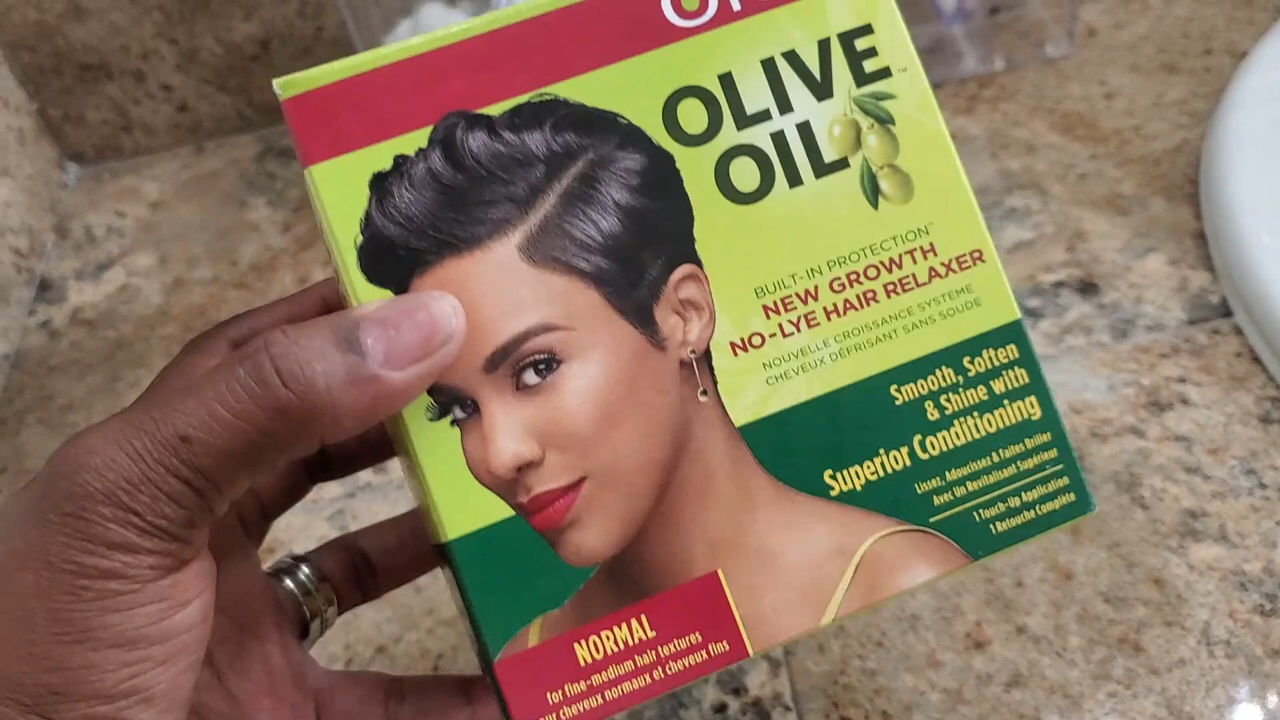 OLIVE
OIL
BUILT-IN PROTECTION™
NEW GROWTH
NO-LYE HAIR RELAXER
NOUVELLE CROISSANCE SYSTEME
CHEVEUX DÉFRISANT SANS SOUDE
Smooth, Soften
& Shine with
Superior Conditioning
Lissez, Adoucissez & Faites Briller
Avec Un Revitalisant Supérieur
1 Touch-Up Application
1 Retouche Complète
NORMAL
for fine-medium hair textures
cheveux normaux et cheveux fins